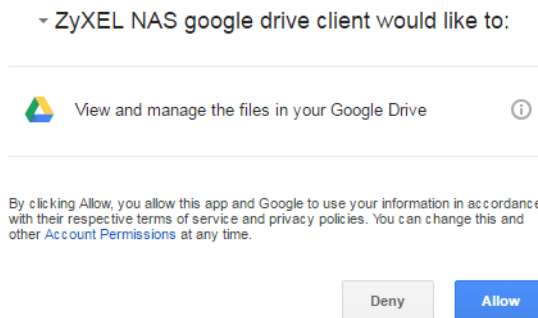 ZyXEL NAS google drive client would like to:
View and manage the files in your Google Drive
By clicking Allow, you allow this app and Google to use your information in accordance
with their respective terms of service and privacy policies. You can change this and
other Account Permissions at any time.
Deny Allow